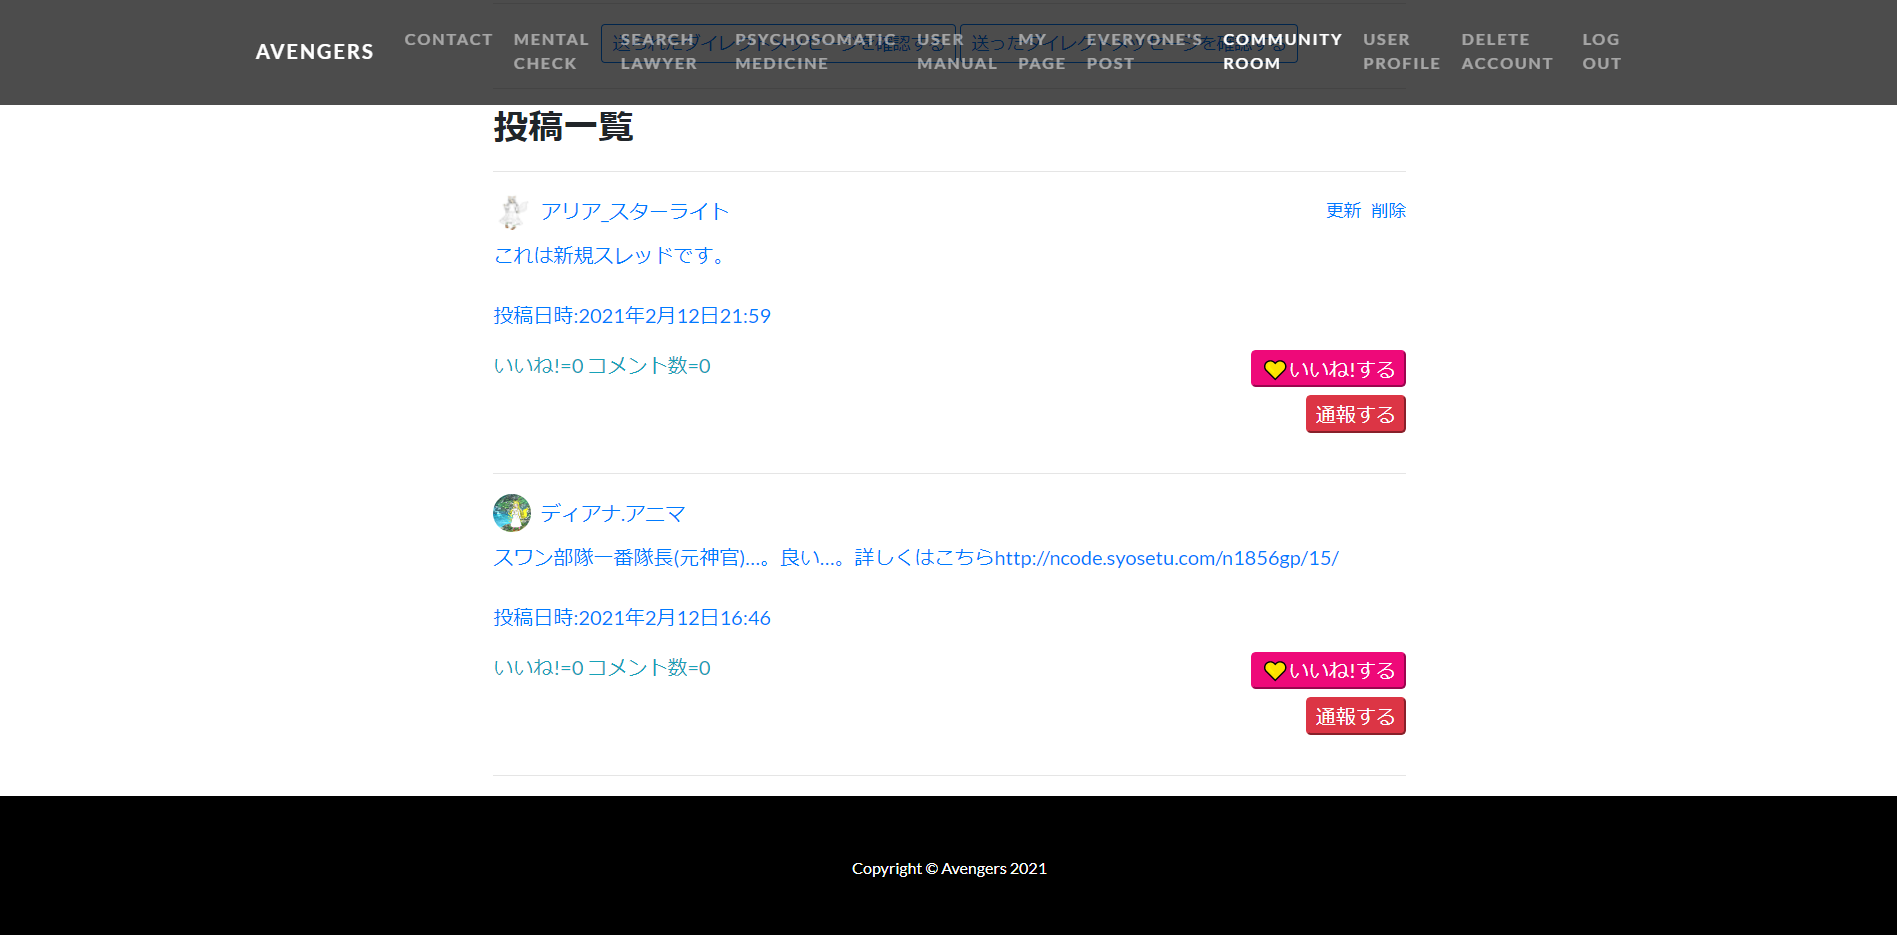 AVENGERS
CONTACT
MENTAL
CHECK
SEARCH
LAWYER
PSYCHOSOMATIC
MEDICINE
USER
MANUAL
MY
PAGE
EVERYONE'S
POST
COMMUNITY
ROOM
USER
PROFILE
DELETE
ACCOUNT
LOG
OUT
送られたダイレクトメッセージを確認する
送ったダイレクトメッセージを確認する
投稿一覧
アリア_スターライト
更新 削除
これは新規スレッドです。
投稿日時:2021年2月12日21:59
いいね!=0 コメント数=0
いいね!する
通報する
ディアナ.アニマ
スワン部隊一番隊長(元神官)...。良い...。詳しくはこちらhttp://ncode.syosetu.com/n1856gp/15/
投稿日時:2021年2月12日16:46
いいね!=0 コメント数=0
いいね!する
通報する
Copyright © Avengers 2021